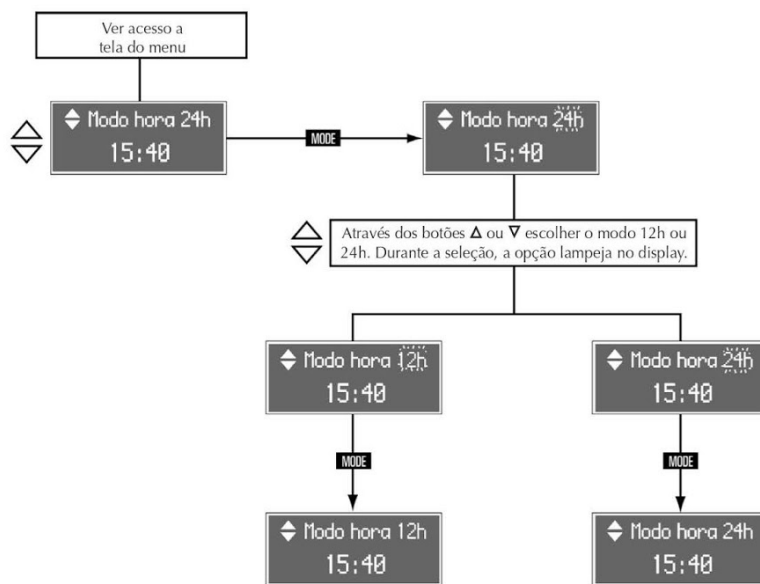 Ver acesso a
tela do menu
Modo hora 24h
15:40
MODE
Modo hora 24h
15:40
Através dos botões Δ ou ∇ escolher o modo 12h ou
24h. Durante a seleção, a opção lampeja no display.
Modo hora 12h
15:40
Modo hora 24h
15:40
MODE
MODE
Modo hora 12h
15:40
Modo hora 24h
15:40